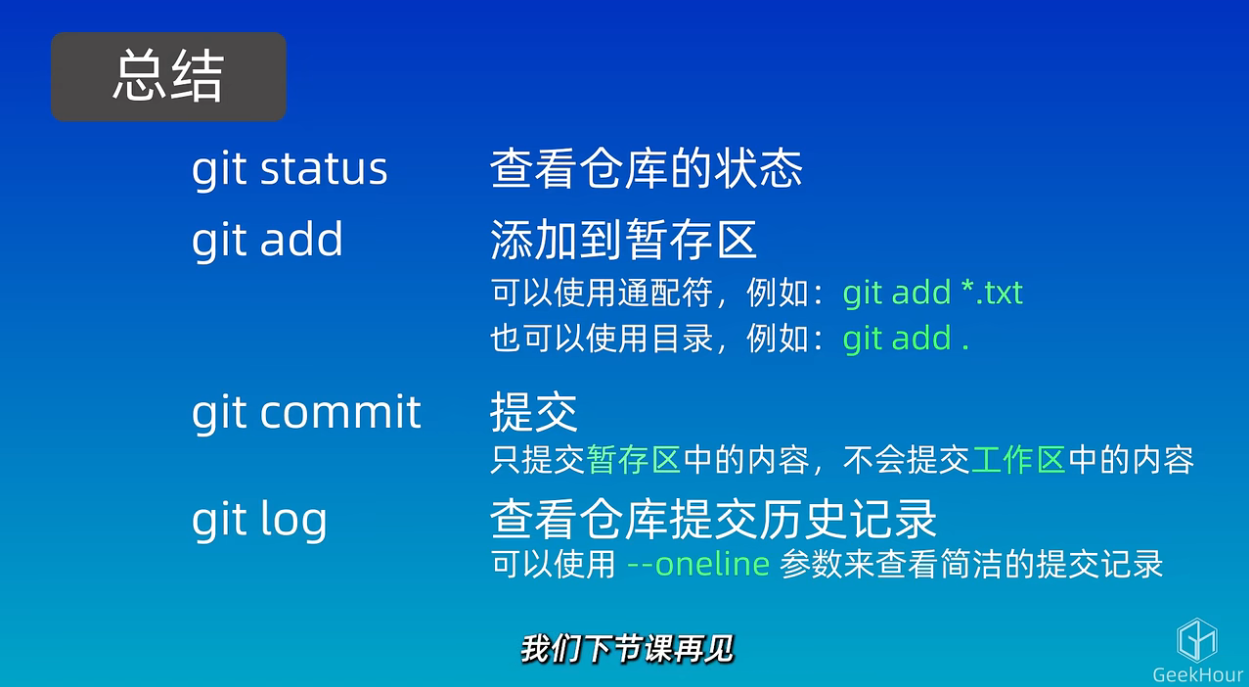 总结
git status 查看仓库的状态
git add 添加到暂存区
可以使用通配符，例如：git add *.txt
也可以使用目录，例如：git add .
git commit 提交
只提交暂存区中的内容，不会提交工作区中的内容
git log 查看仓库提交历史记录
可以使用 --oneline 参数来查看简洁的提交记录
我们下节课再见
GeekHour